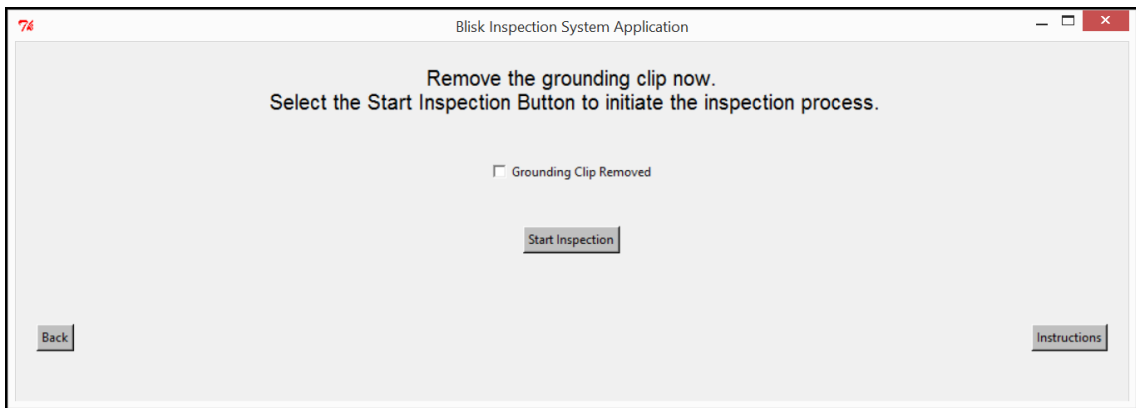 Blisk Inspection System Application
Remove the grounding clip now.
Select the Start Inspection Button to initiate the inspection process.
Grounding Clip Removed
Start Inspection
Back
Instructions